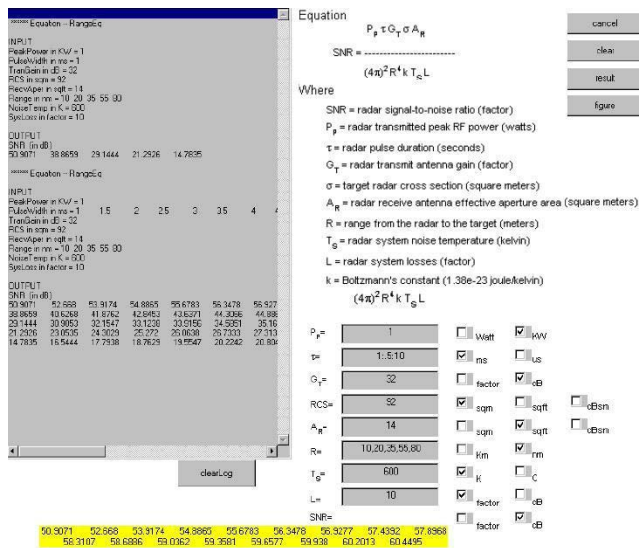 ****** Equation -- RangeEq
INPUT
PeakPower in KW = 1
PulseWidth in ms = 1
TranGain in dB = 32
RCS in sqm = 92
RecvAper in sqft = 14
Range in nm = 10 20 35 55 80
NoiseTemp in K = 600
SysLoss in factor = 10
OUTPUT
SNR (in dB)
50.9071 38.8659 29.1444 21.2926 14.7835
****** Equation -- RangeEq
INPUT
PeakPower in KW = 1
PulseWidth in ms = 1 1.5 2 2.5 3 3.5 4 4
TranGain in dB = 32
RCS in sqm = 92
RecvAper in sqft = 14
Range in nm = 10 20 35 55 80
NoiseTemp in K = 600
SysLoss in factor = 10
OUTPUT
SNR (in dB)
50.9071 52.668 53.9174 54.8865 55.6783 56.3478 56.927
38.8659 40.6268 41.8762 42.8453 43.6371 44.3066 44.886
29.1444 30.9053 32.1547 33.1238 33.9156 34.5851 35.16
21.2926 23.0535 24.3029 25.272 26.0638 26.7333 27.313
14.7835 16.5444 17.7938 18.7629 19.5547 20.2242 20.804
clearLog
Equation
P_p τ G_T σ A_R
SNR = ------------------------
(4π)² R⁴ k T_S L
Where
SNR = radar signal-to-noise ratio (factor)
P_p = radar transmitted peak RF power (watts)
τ = radar pulse duration (seconds)
G_T = radar transmit antenna gain (factor)
σ = target radar cross section (square meters)
A_R = radar receive antenna effective aperture area (square meters)
R = range from the radar to the target (meters)
T_S = radar system noise temperature (kelvin)
L = radar system losses (factor)
k = Boltzmann's constant (1.38e-23 joule/kelvin)
(4π)² R⁴ k T_S L
cancel
clear
result
figure
P_p= 1 Watt KW
τ= 1:.5:10 ms us
G_T= 32 factor dB
RCS= 92 sqm sqft dBsm
A_R= 14 sqm sqft dBsm
R= 10,20,35,55,80 Km nm
T_S= 600 K C
L= 10 factor dB
SNR= factor dB
50.9071 52.668 53.9174 54.8865 55.6783 56.3478 56.9277 57.4392 57.8968
58.3107 58.6886 59.0362 59.3581 59.6577 59.938 60.2013 60.4495